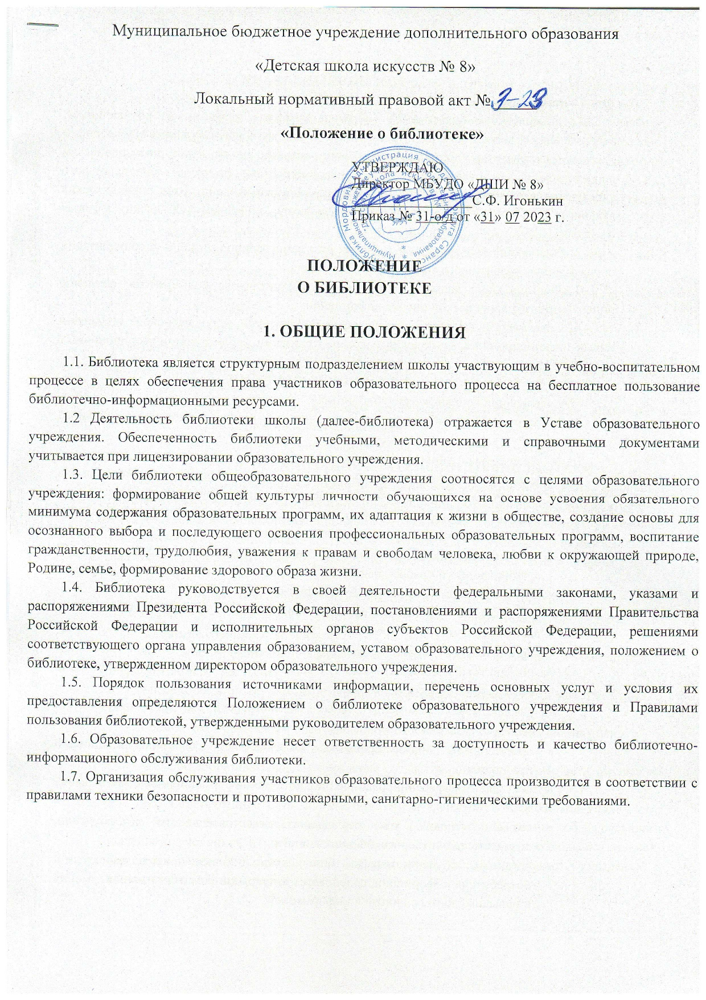 Муниципальное бюджетное учреждение дополнительного образования
«Детская школа искусств № 8»
Локальный нормативный правовой акт №
«Положение о библиотеке»
УТВЕРЖДАЮ
Директор МБУДО «ДШИ № 8»
С.Ф. Игонькин
Приказ № 31-о/д от «31» 07 2023 г.
ПОЛОЖЕНИЕ
О БИБЛИОТЕКЕ
1. ОБЩИЕ ПОЛОЖЕНИЯ
1.1. Библиотека является структурным подразделением школы участвующим в учебно-воспитательном
процессе в целях обеспечения права участников образовательного процесса на бесплатное пользование
библиотечно-информационными ресурсами.
1.2 Деятельность библиотеки школы (далее-библиотека) отражается в Уставе образовательного
учреждения. Обеспеченность библиотеки учебными, методическими и справочными документами
учитывается при лицензировании образовательного учреждения.
1.3. Цели библиотеки общеобразовательного учреждения соотносятся с целями образовательного
учреждения: формирование общей культуры личности обучающихся на основе усвоения обязательного
минимума содержания образовательных программ, их адаптация к жизни в обществе, создание основы для
осознанного выбора и последующего освоения профессиональных образовательных программ, воспитание
гражданственности, трудолюбия, уважения к правам и свободам человека, любви к окружающей природе,
Родине, семье, формирование здорового образа жизни.
1.4. Библиотека руководствуется в своей деятельности федеральными законами, указами и
распоряжениями Президента Российской Федерации, постановлениями и распоряжениями Правительства
Российской Федерации и исполнительных органов субъектов Российской Федерации, решениями
соответствующего органа управления образованием, уставом образовательного учреждения, положением о
библиотеке, утвержденном директором образовательного учреждения.
1.5. Порядок пользования источниками информации, перечень основных услуг и условия их
предоставления определяются Положением о библиотеке образовательного учреждения и Правилами
пользования библиотекой, утвержденными руководителем образовательного учреждения.
1.6. Образовательное учреждение несет ответственность за доступность и качество библиотечно-
информационного обслуживания библиотеки.
1.7. Организация обслуживания участников образовательного процесса производится в соответствии с
правилами техники безопасности и противопожарными, санитарно-гигиеническими требованиями.